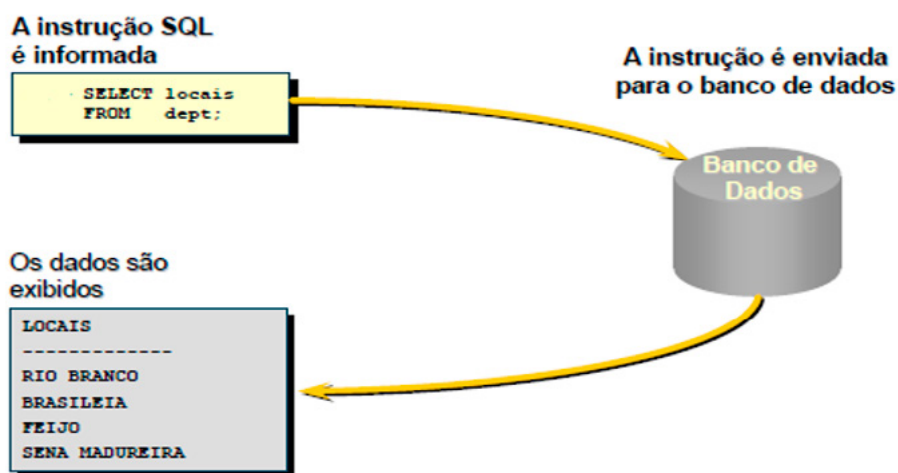 A instrução SQL
é informada
SELECT locais
FROM dept;
A instrução é enviada
para o banco de dados
Banco de
Dados
Os dados são
exibidos
LOCAIS
-------------
RIO BRANCO
BRASILEIA
FEIJO
SENA MADUREIRA